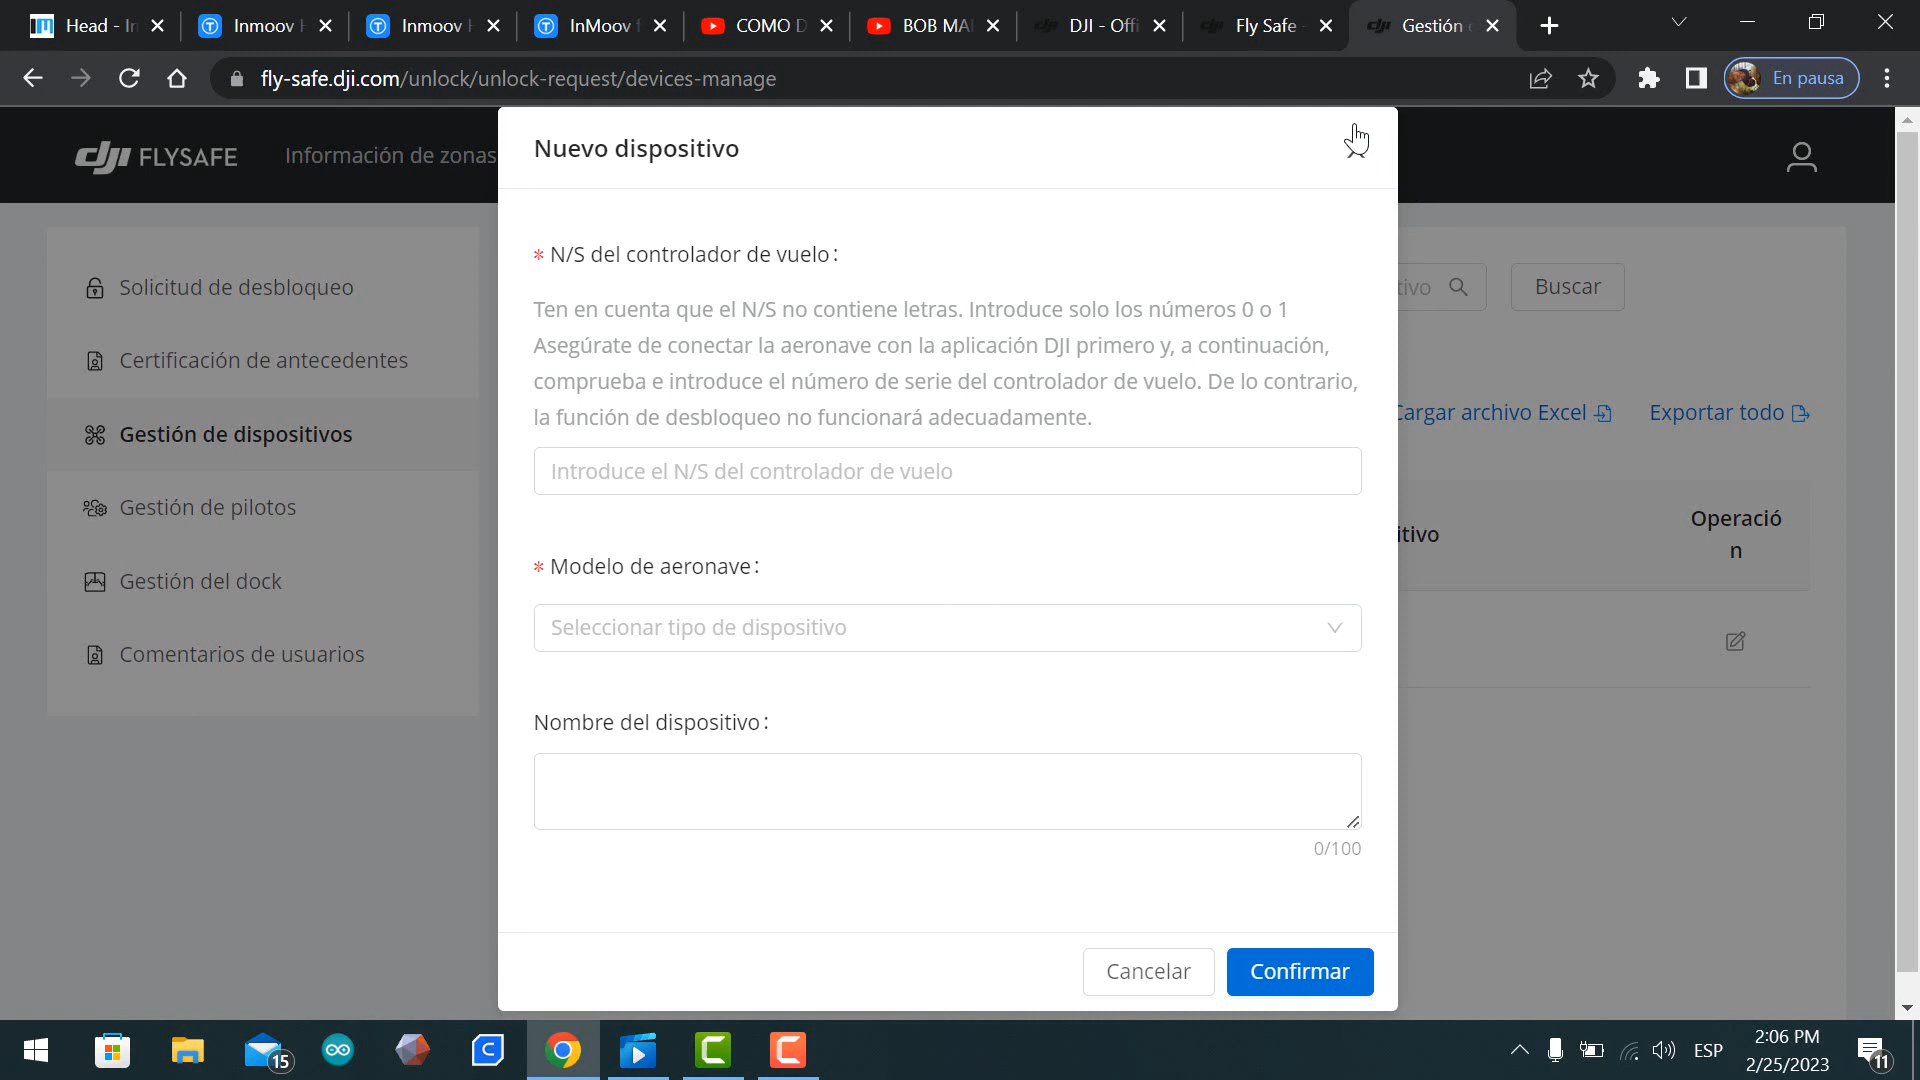 Head - In
Inmoov H
Inmoov H
InMoov f
COMO D
BOB MA
DJI - Offi
Fly Safe -
Gestión d
fly-safe.dji.com/unlock/unlock-request/devices-manage
En pausa
dji FLYSAFE
Información de zonas
Nuevo dispositivo
* N/S del controlador de vuelo:
Ten en cuenta que el N/S no contiene letras. Introduce solo los números 0 o 1
Asegúrate de conectar la aeronave con la aplicación DJI primero y, a continuación,
comprueba e introduce el número de serie del controlador de vuelo. De lo contrario,
la función de desbloqueo no funcionará adecuadamente.
Introduce el N/S del controlador de vuelo
* Modelo de aeronave:
Seleccionar tipo de dispositivo
Nombre del dispositivo:
0/100
Cancelar
Confirmar
Solicitud de desbloqueo
Certificación de antecedentes
Gestión de dispositivos
Gestión de pilotos
Gestión del dock
Comentarios de usuarios
tivo
Buscar
Cargar archivo Excel
Exportar todo
itivo
Operació
n
15
ESP
2:06 PM
2/25/2023
11